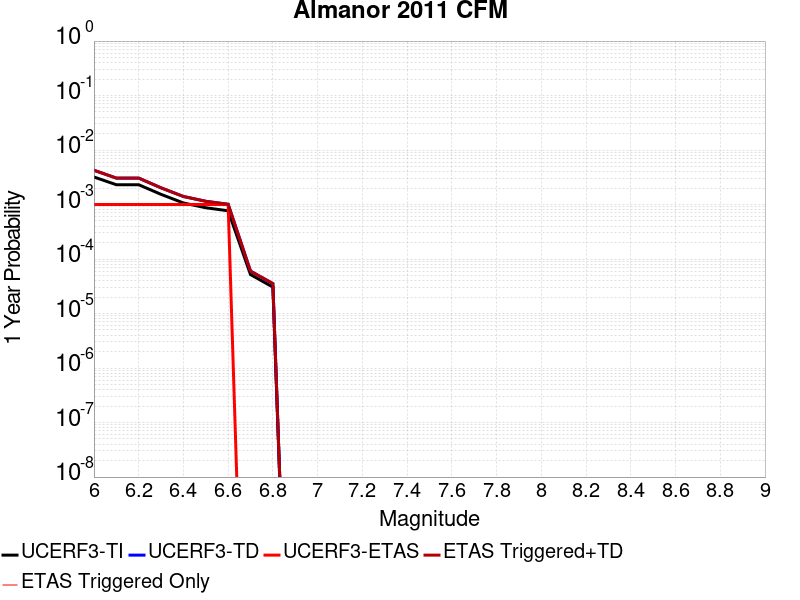 Almanor 2011 CFM
1 Year Probability
10^0
10^-1
10^-2
10^-3
10^-4
10^-5
10^-6
10^-7
10^-8
6 6.2 6.4 6.6 6.8 7 7.2 7.4 7.6 7.8 8 8.2 8.4 8.6 8.8 9
Magnitude
UCERF3-TI UCERF3-TD UCERF3-ETAS ETAS Triggered+TD
ETAS Triggered Only